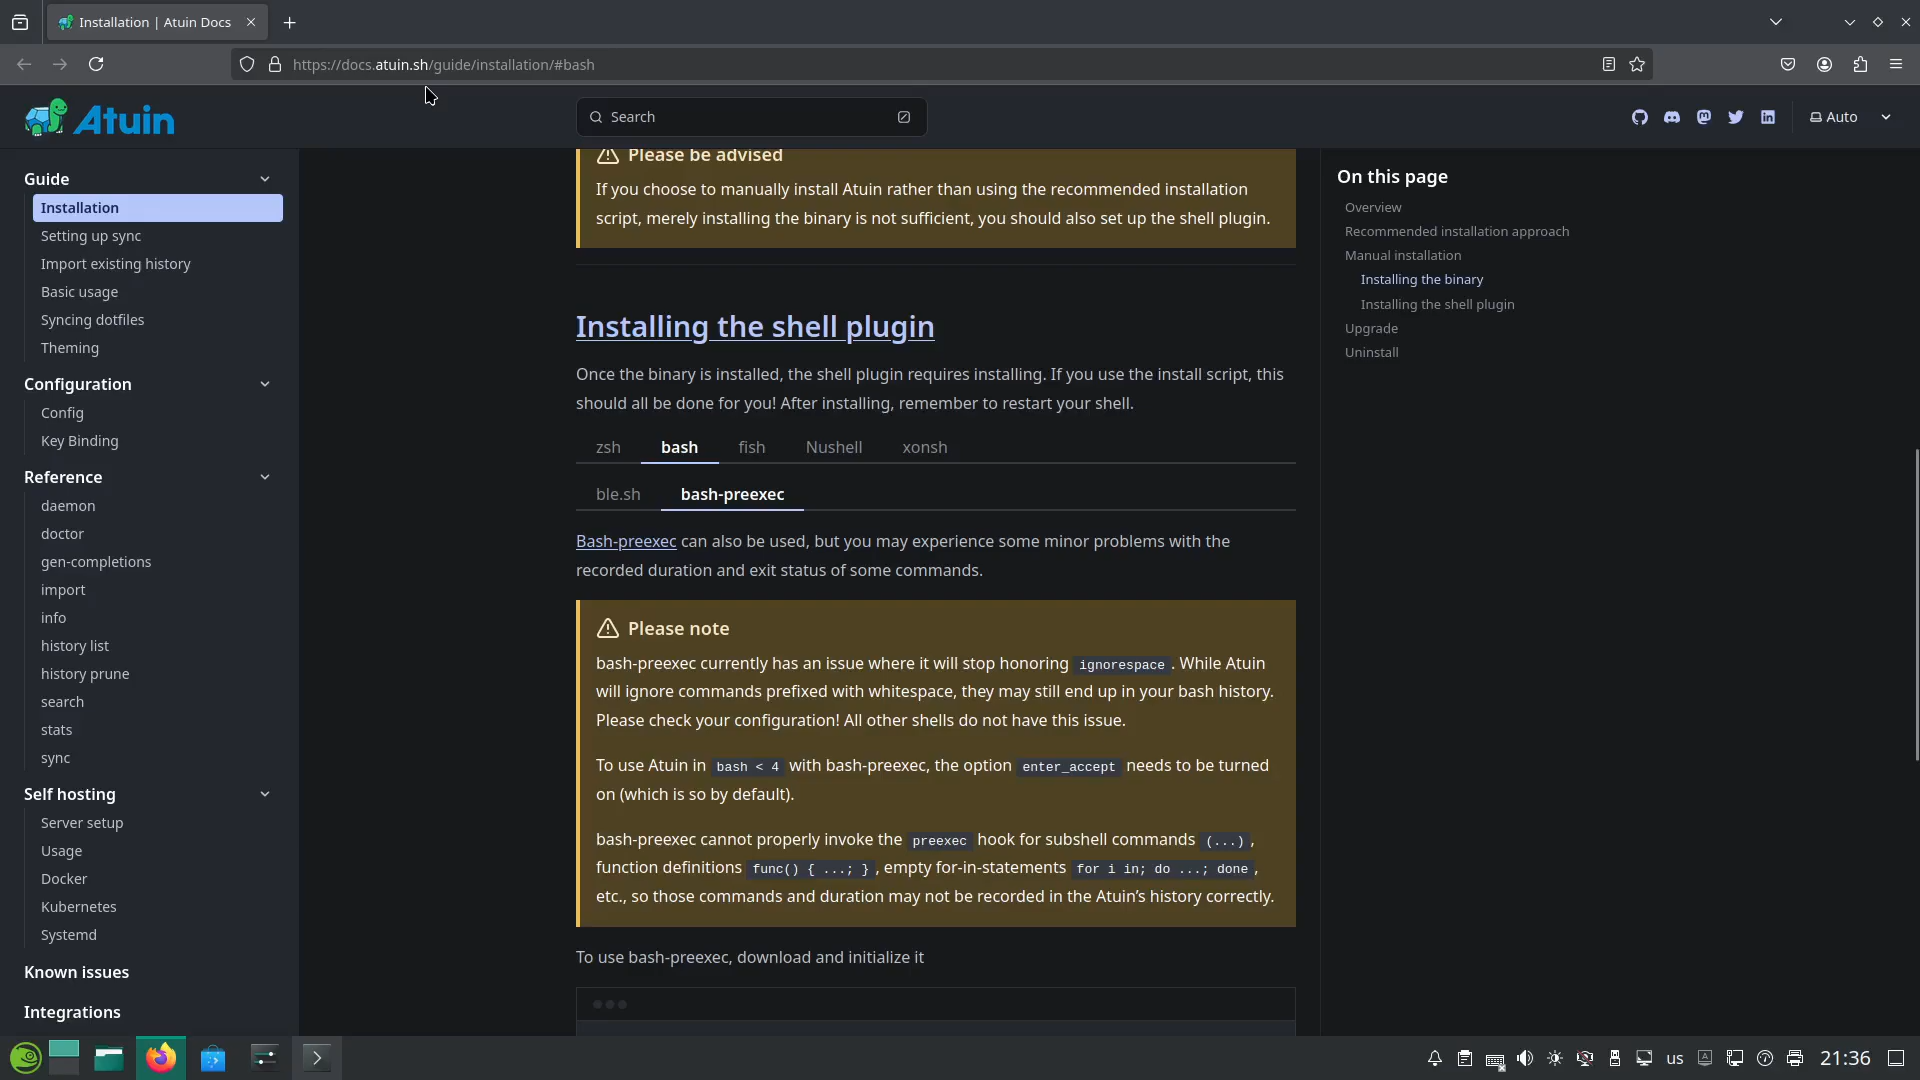 Installation | Atuin Docs
https://docs.atuin.sh/guide/installation/#bash
Atuin
Search
Auto
Guide
Installation
Setting up sync
Import existing history
Basic usage
Syncing dotfiles
Theming
Configuration
Config
Key Binding
Reference
daemon
doctor
gen-completions
import
info
history list
history prune
search
stats
sync
Self hosting
Server setup
Usage
Docker
Kubernetes
Systemd
Known issues
Integrations
Please be advised
If you choose to manually install Atuin rather than using the recommended installation
script, merely installing the binary is not sufficient, you should also set up the shell plugin.
Installing the shell plugin
Once the binary is installed, the shell plugin requires installing. If you use the install script, this
should all be done for you! After installing, remember to restart your shell.
zsh bash fish Nushell xonsh
ble.sh bash-preexec
Bash-preexec can also be used, but you may experience some minor problems with the
recorded duration and exit status of some commands.
Please note
bash-preexec currently has an issue where it will stop honoring ignorespace. While Atuin
will ignore commands prefixed with whitespace, they may still end up in your bash history.
Please check your configuration! All other shells do not have this issue.
To use Atuin in bash < 4 with bash-preexec, the option enter_accept needs to be turned
on (which is so by default).
bash-preexec cannot properly invoke the preexec hook for subshell commands (...),
function definitions func() { ...; }, empty for-in-statements for i in; do ...; done,
etc., so those commands and duration may not be recorded in the Atuin’s history correctly.
To use bash-preexec, download and initialize it
On this page
Overview
Recommended installation approach
Manual installation
Installing the binary
Installing the shell plugin
Upgrade
Uninstall
us
21:36